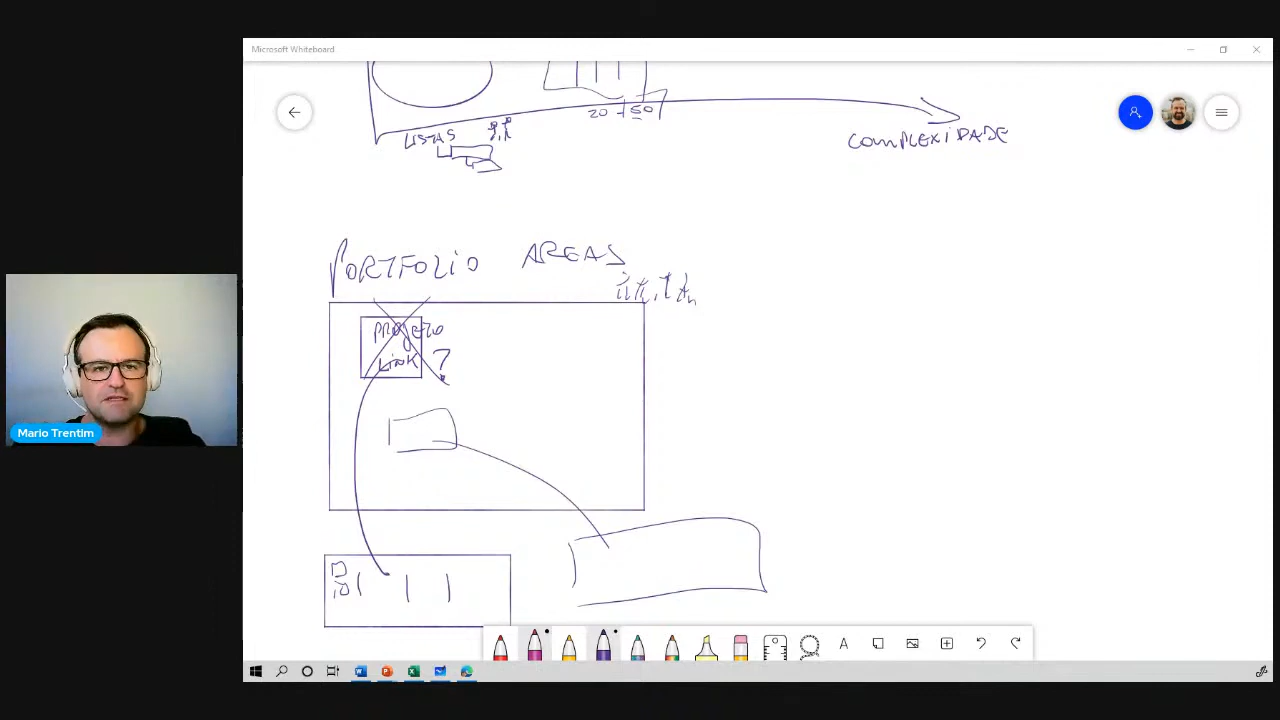 Microsoft Whiteboard
20 + 50
LISTAS
COMPLEXIDADE
PORTFOLIO AREAS
PROJETO
LINK ?
Mario Trentim
A